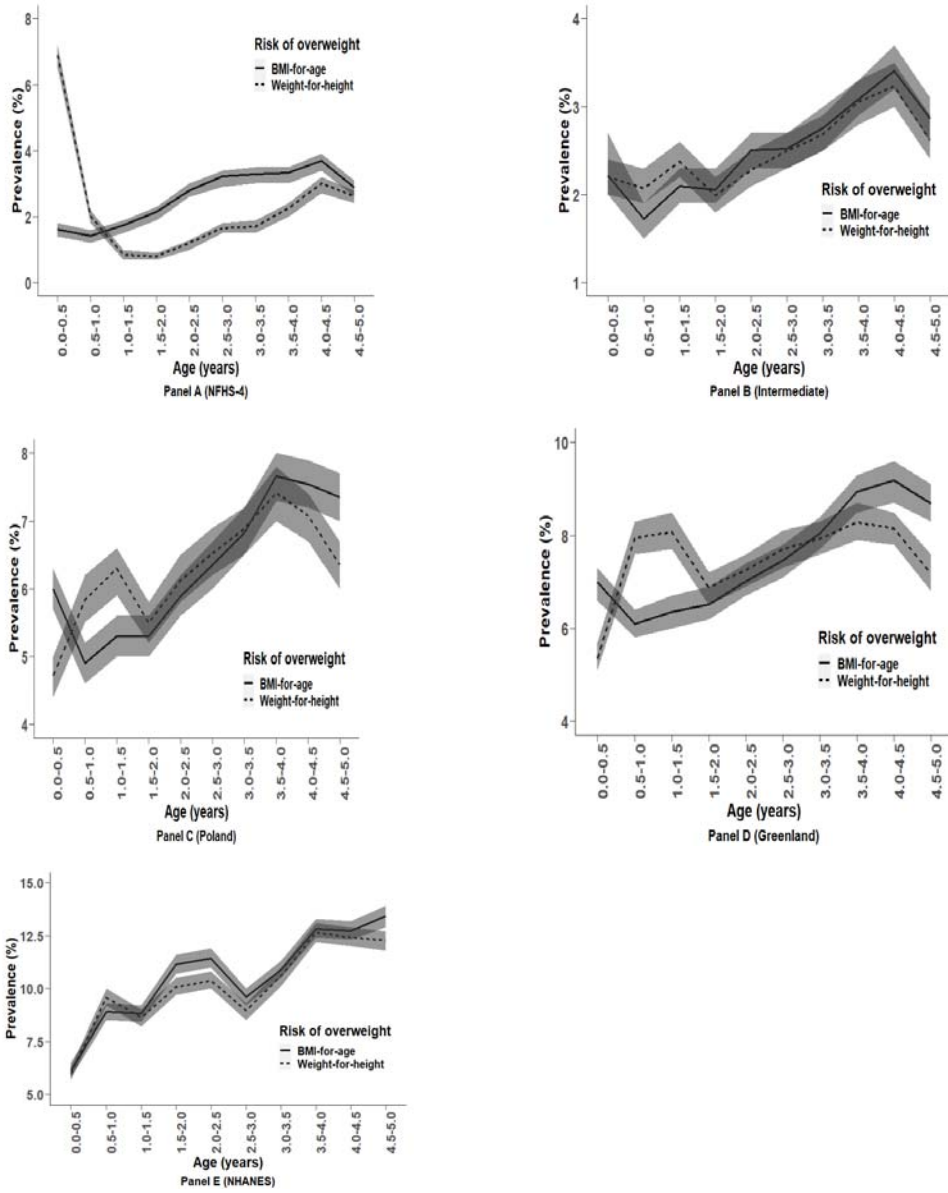 8
6
4
2
0
Prevalence (%)
Risk of overweight
BMI-for-age
Weight-for-height
0.0-0.5
0.5-1.0
1.0-1.5
1.5-2.0
2.0-2.5
2.5-3.0
3.0-3.5
3.5-4.0
4.0-4.5
4.5-5.0
Age (years)
Panel A (NFHS-4)
4
3
2
1
Prevalence (%)
Risk of overweight
BMI-for-age
Weight-for-height
0.0-0.5
0.5-1.0
1.0-1.5
1.5-2.0
2.0-2.5
2.5-3.0
3.0-3.5
3.5-4.0
4.0-4.5
4.5-5.0
Age (years)
Panel B (Intermediate)
8
7
6
5
4
Prevalence (%)
Risk of overweight
BMI-for-age
Weight-for-height
0.0-0.5
0.5-1.0
1.0-1.5
1.5-2.0
2.0-2.5
2.5-3.0
3.0-3.5
3.5-4.0
4.0-4.5
4.5-5.0
Age (years)
Panel C (Poland)
10
8
6
4
Prevalence (%)
Risk of overweight
BMI-for-age
Weight-for-height
0.0-0.5
0.5-1.0
1.0-1.5
1.5-2.0
2.0-2.5
2.5-3.0
3.0-3.5
3.5-4.0
4.0-4.5
4.5-5.0
Age (years)
Panel D (Greenland)
15.0
12.5
10.0
7.5
5.0
Prevalence (%)
Risk of overweight
BMI-for-age
Weight-for-height
0.0-0.5
0.5-1.0
1.0-1.5
1.5-2.0
2.0-2.5
2.5-3.0
3.0-3.5
3.5-4.0
4.0-4.5
4.5-5.0
Age (years)
Panel E (NHANES)